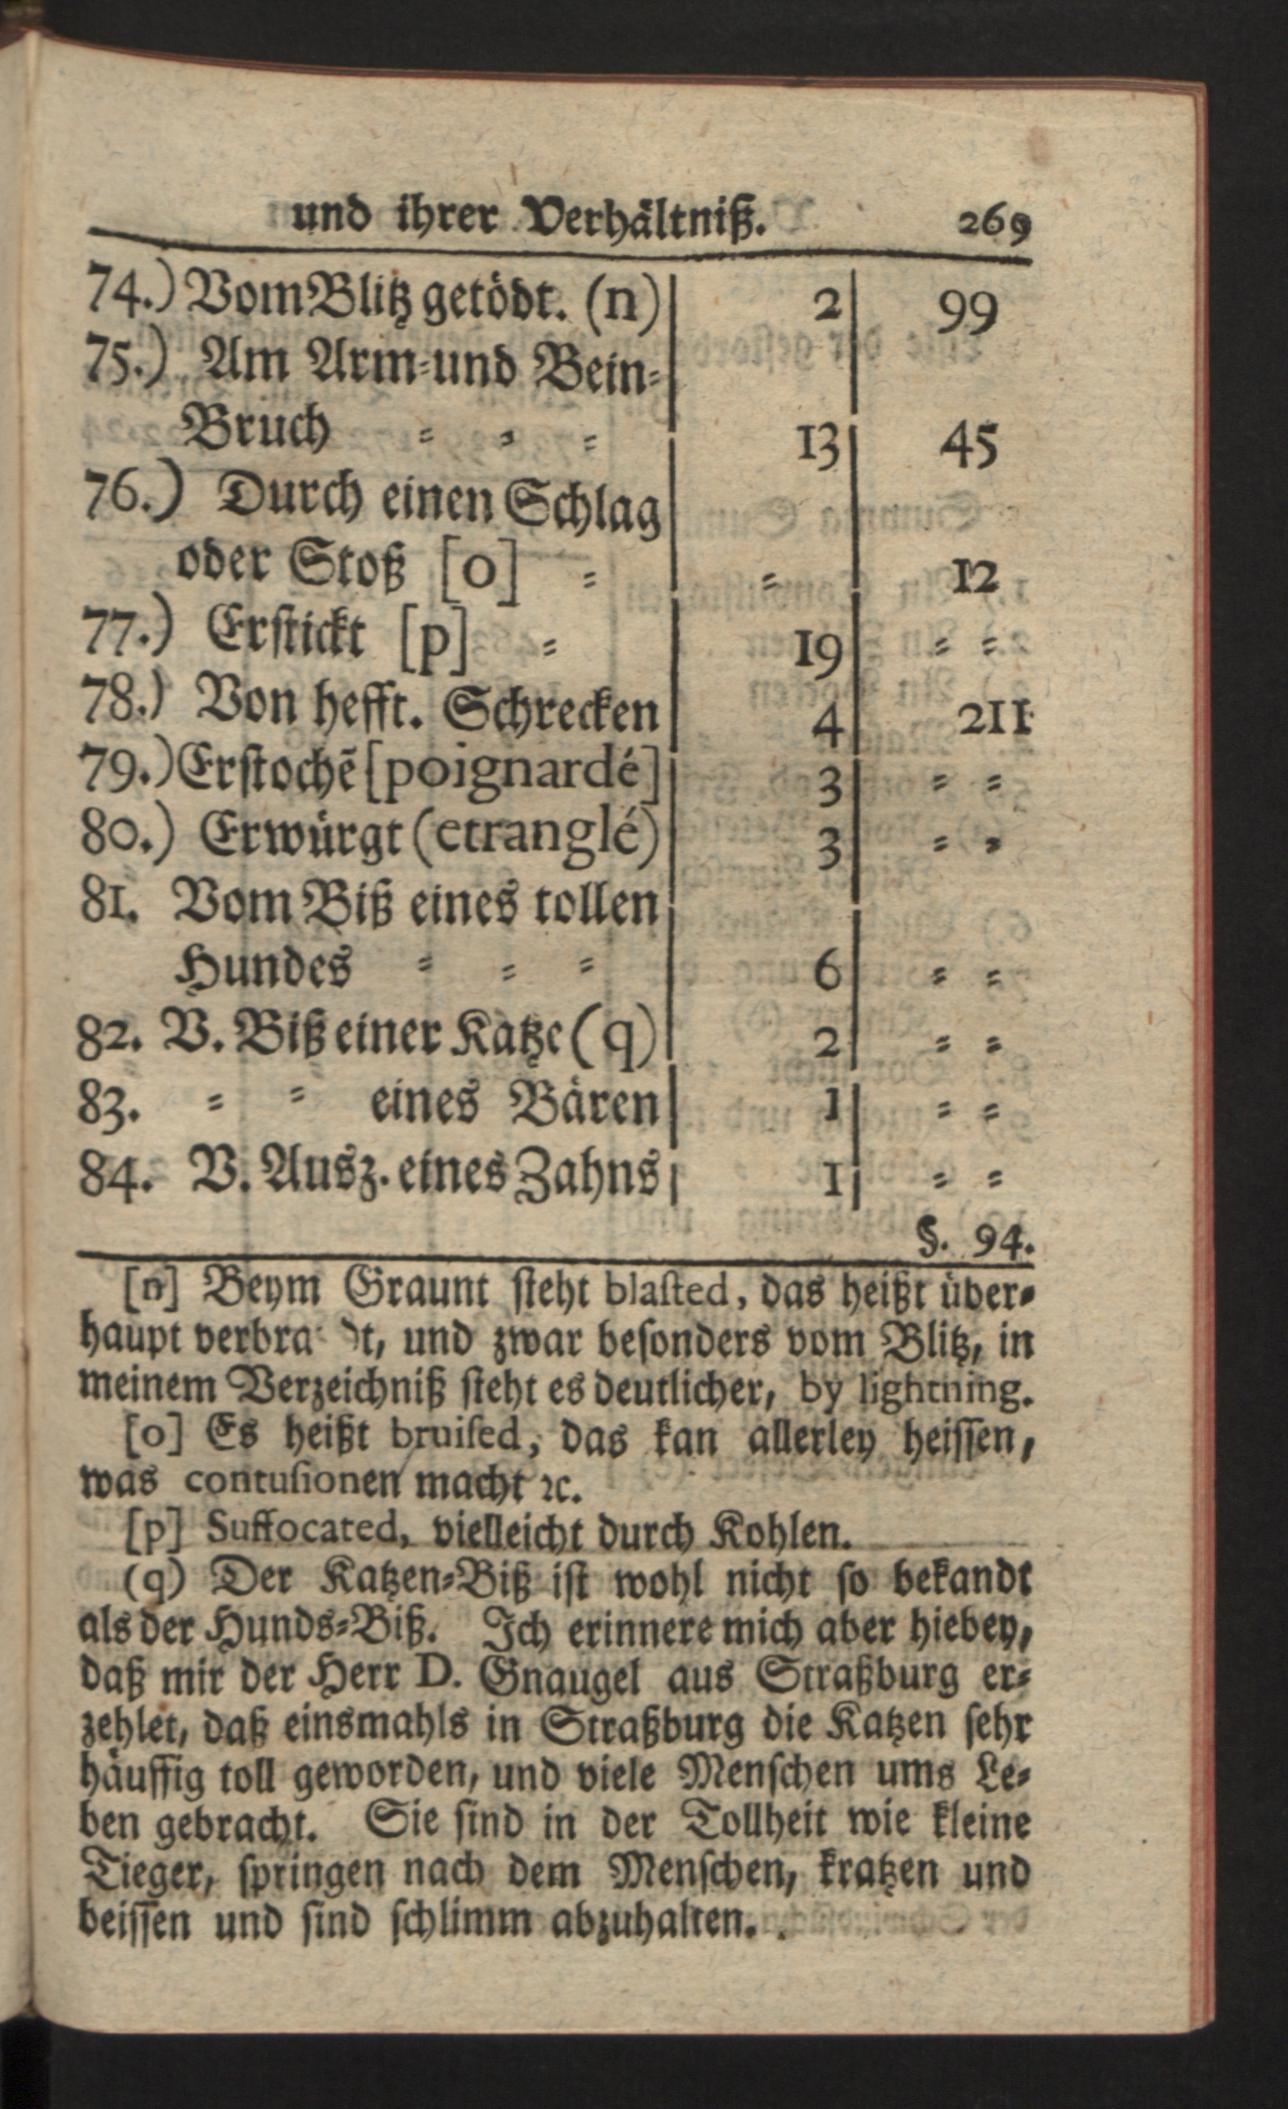 und ihrer Verhältniß. 269
74.) Vom Blitz getödt. (n) 2 99
75.) Am Arm- und Bein-
Bruch = = = 13 45
76.) Durch einen Schlag
oder Stoß [o] = = 12
77.) Erstickt [p] = 19 = =
78.) Von hefft. Schrecken 4 211
79.) Erstochē [poignardé] 3 = =
80.) Erwürgt (etranglé) 3 = =
81. Vom Biß eines tollen
Hundes = = = 6 = =
82. V. Biß einer Katze (q) 2 = =
83. = = eines Bären 1 = =
84. V. Ausz. eines Zahns 1 = =
§. 94.
[n] Beym Graunt steht blasted, das heißt über-
haupt und zwar besonders vom Blitz, in
meinem Verzeichniß steht es deutlicher, by lightning.
[o] Es heißt bruised, das kan allerley heissen,
was contusionen macht ꝛc.
[p] Suffocated, vielleicht durch Kohlen.
(q) Der Katzen-Biß ist wohl nicht so bekandt
als der Hunds-Biß. Ich erinnere mich aber hiebey,
daß mir der Herr D. Gnaugel aus Straßburg er-
zehlet, daß einsmahls in Straßburg die Katzen sehr
häuffig toll geworden, und viele Menschen ums Le-
ben gebracht. Sie sind in der Tollheit wie kleine
Tieger, springen nach dem Menschen, kratzen und
beissen und sind schlimm abzuhalten.